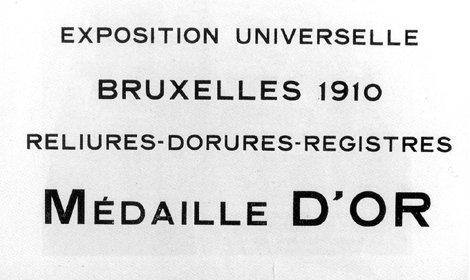 EXPOSITION UNIVERSELLE
BRUXELLES 1910
RELIURES-DORURES-REGISTRES
MÉDAILLE D'OR